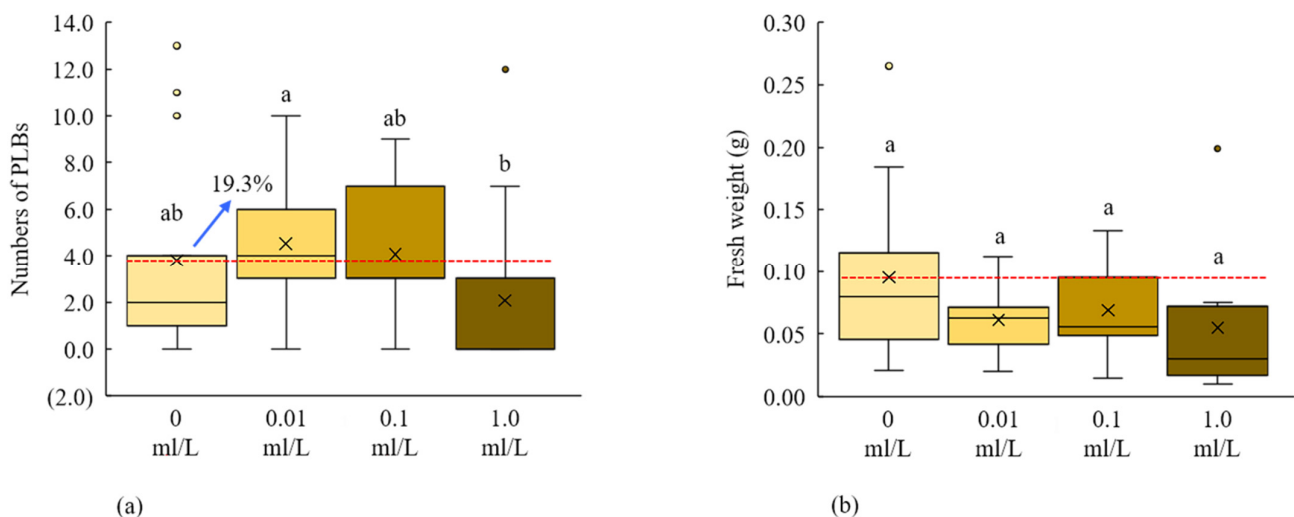 14.0
12.0
10.0
8.0
6.0
4.0
2.0
0.0
(2.0)
Numbers of PLBs
ab
19.3%
a
ab
b
0
ml/L
0.01
ml/L
0.1
ml/L
1.0
ml/L
(a)
0.30
0.25
0.20
0.15
0.10
0.05
0.00
Fresh weight (g)
a
a
a
a
0
ml/L
0.01
ml/L
0.1
ml/L
1.0
ml/L
(b)